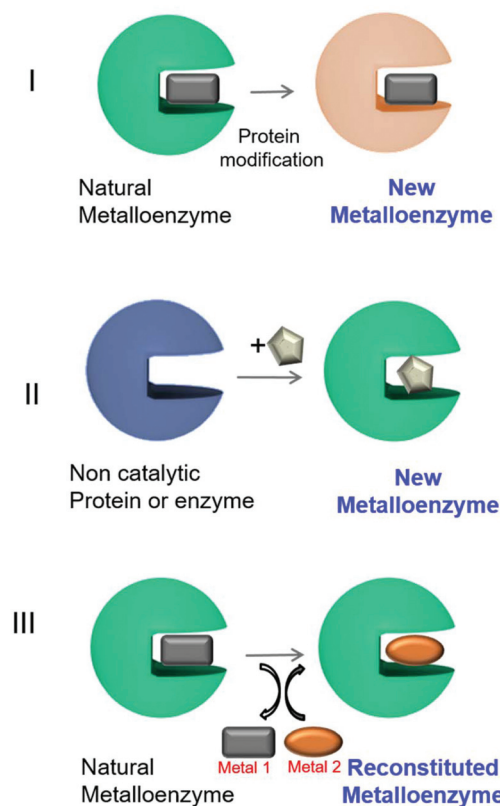 I
Protein
modification
Natural
Metalloenzyme
New
Metalloenzyme
II
+
Non catalytic
Protein or enzyme
New
Metalloenzyme
III
Metal 1
Metal 2
Natural
Metalloenzyme
Reconstituted
Metalloenzyme